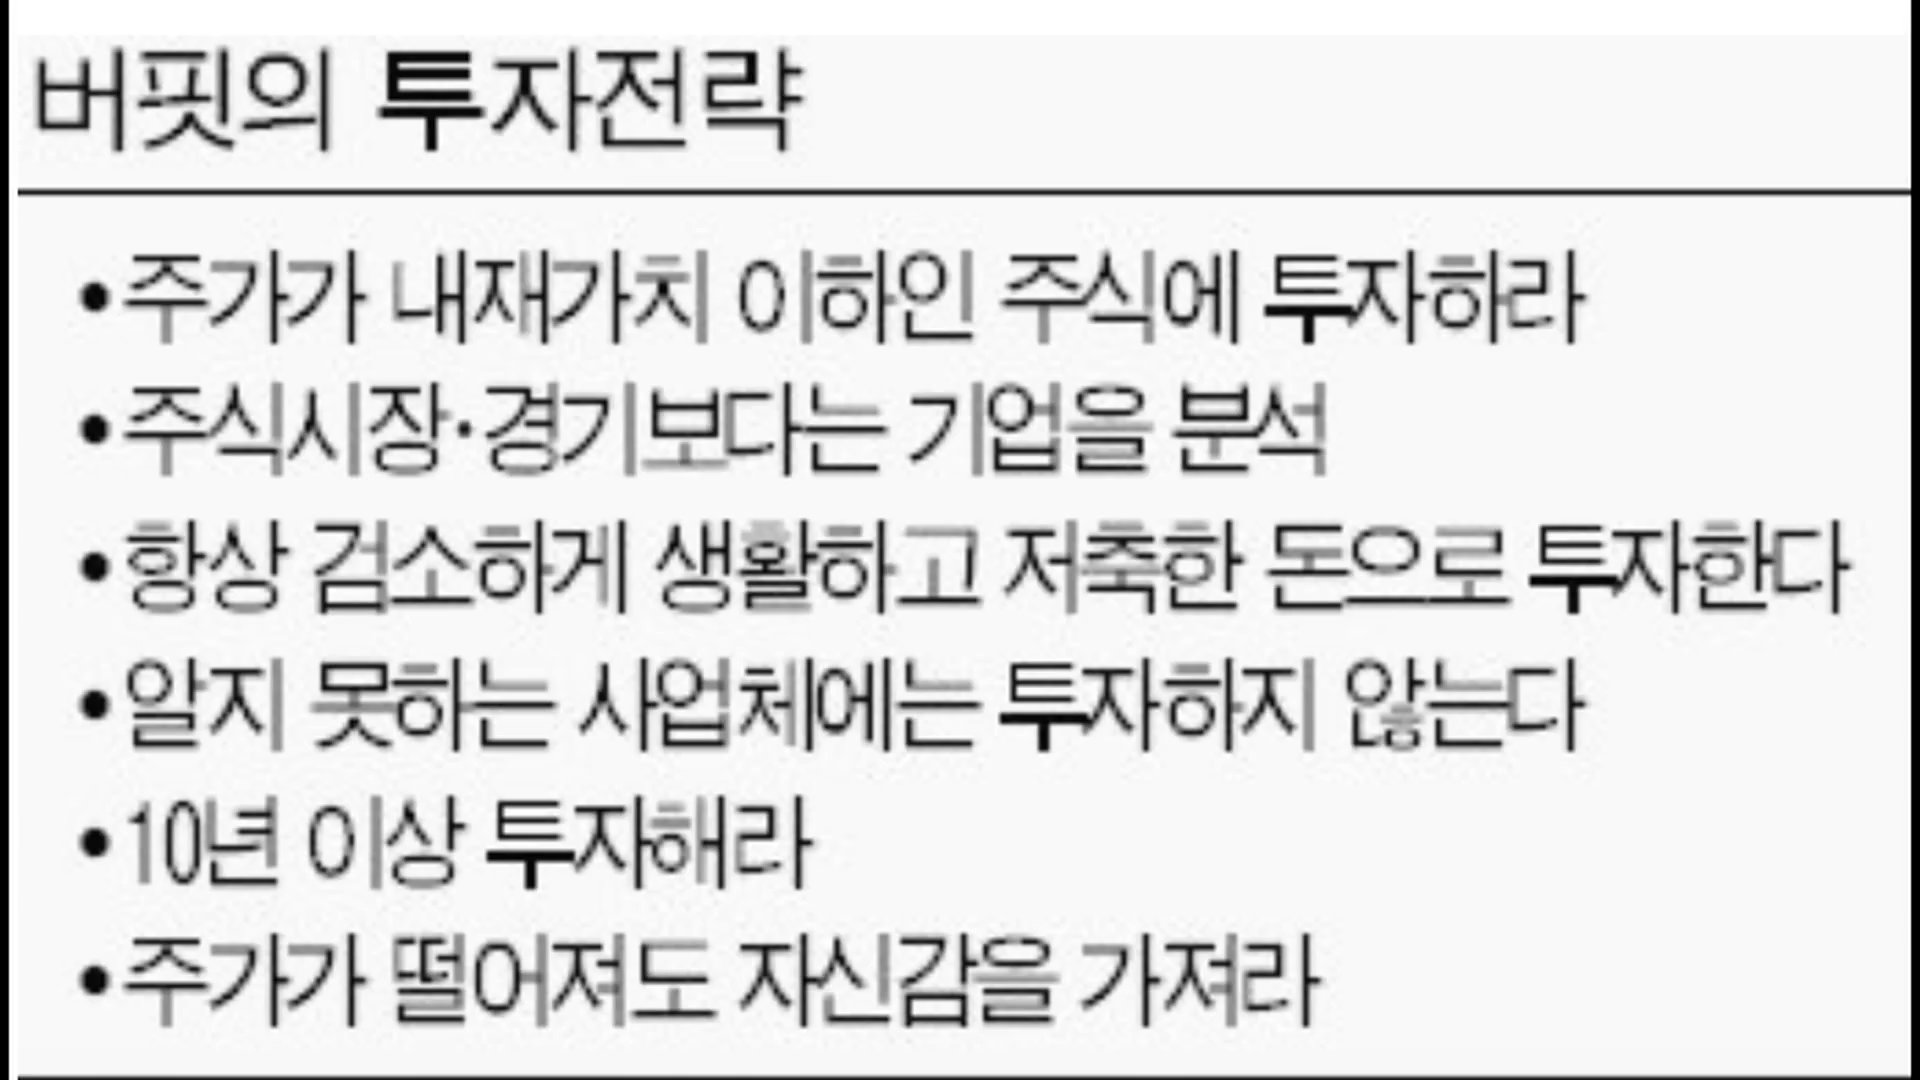 버핏의 투자전략
•주가가 내재가치 이하인 주식에 투자하라
•주식시장·경기보다는 기업을 분석
•항상 검소하게 생활하고 저축한 돈으로 투자한다
•알지 못하는 사업체에는 투자하지 않는다
•10년 이상 투자해라
•주가가 떨어져도 자신감을 가져라